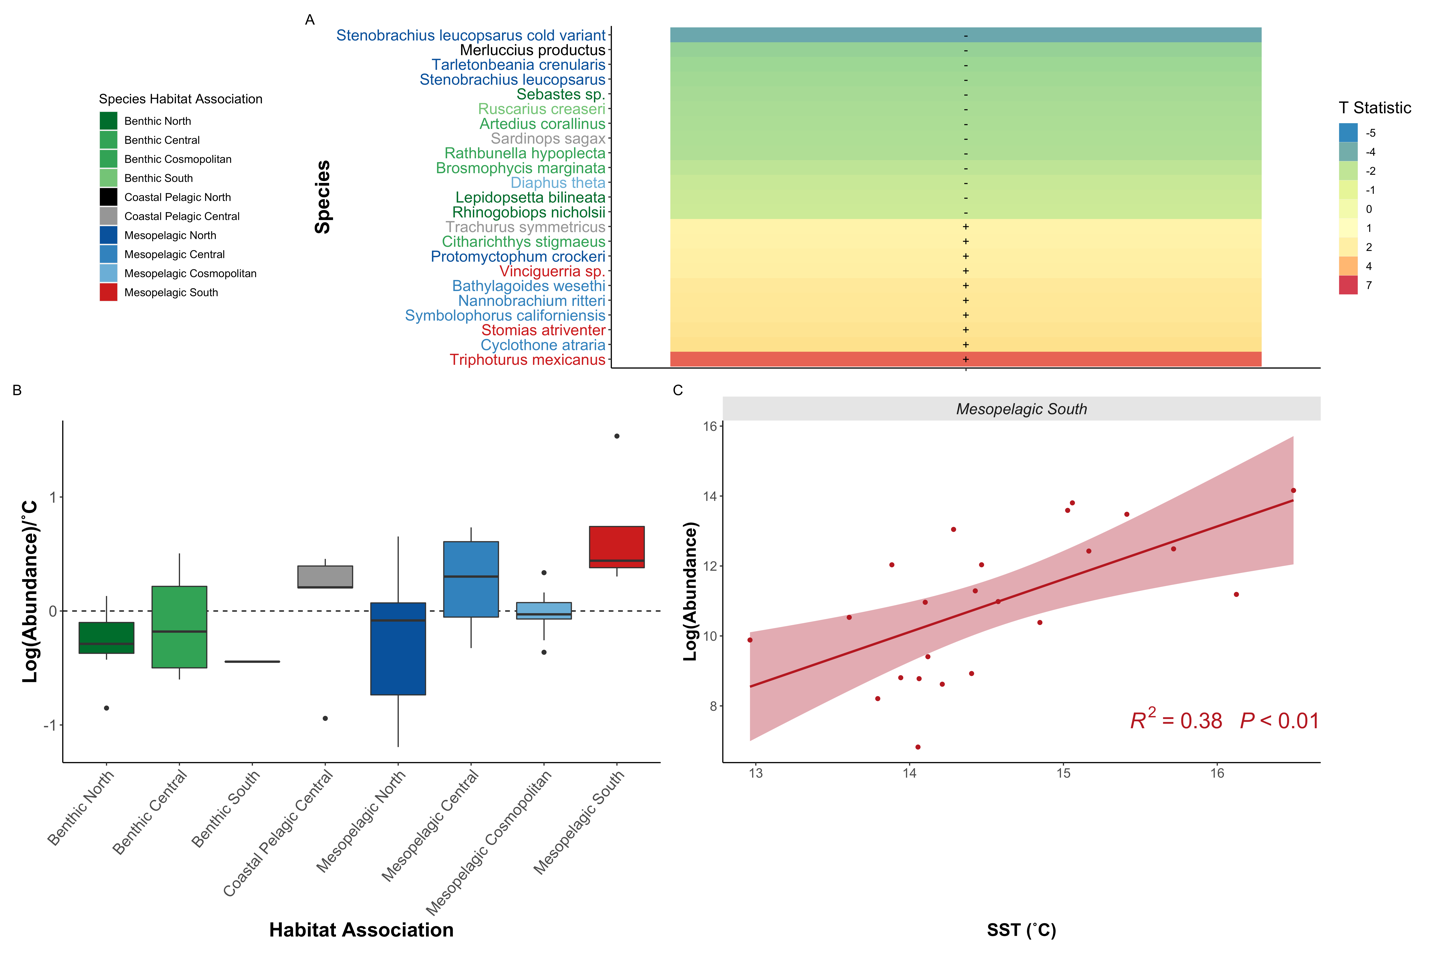 A
Stenobrachius leucopsarus cold variant
Merluccius productus
Tarletonbeania crenularis
Stenobrachius leucopsarus
Sebastes sp.
Ruscarius creaseri
Artedius corallinus
Sardinops sagax
Rathbunella hypoplecta
Brosmophycis marginata
Diaphus theta
Lepidopsetta bilineata
Rhinogobiops nicholsii
Trachurus symmetricus
Citharichthys stigmaeus
Protomyctophum crockeri
Vinciguerria sp.
Bathylagoides wesethi
Nannobrachium ritteri
Symbolophorus californiensis
Stomias atriventer
Cyclothone atraria
Triphoturus mexicanus
Species
-
-
-
-
-
-
-
-
-
-
-
-
-
+
+
+
+
+
+
+
+
+
+
Species Habitat Association
Benthic North
Benthic Central
Benthic Cosmopolitan
Benthic South
Coastal Pelagic North
Coastal Pelagic Central
Mesopelagic North
Mesopelagic Central
Mesopelagic Cosmopolitan
Mesopelagic South
T Statistic
-5
-4
-2
-1
0
1
2
4
7
B
Log(Abundance)/˚C
1
0
-1
Benthic North
Benthic Central
Benthic South
Coastal Pelagic Central
Mesopelagic North
Mesopelagic Central
Mesopelagic Cosmopolitan
Mesopelagic South
Habitat Association
C
Mesopelagic South
Log(Abundance)
16
14
12
10
8
R² = 0.38 P < 0.01
13
14
15
16
SST (˚C)